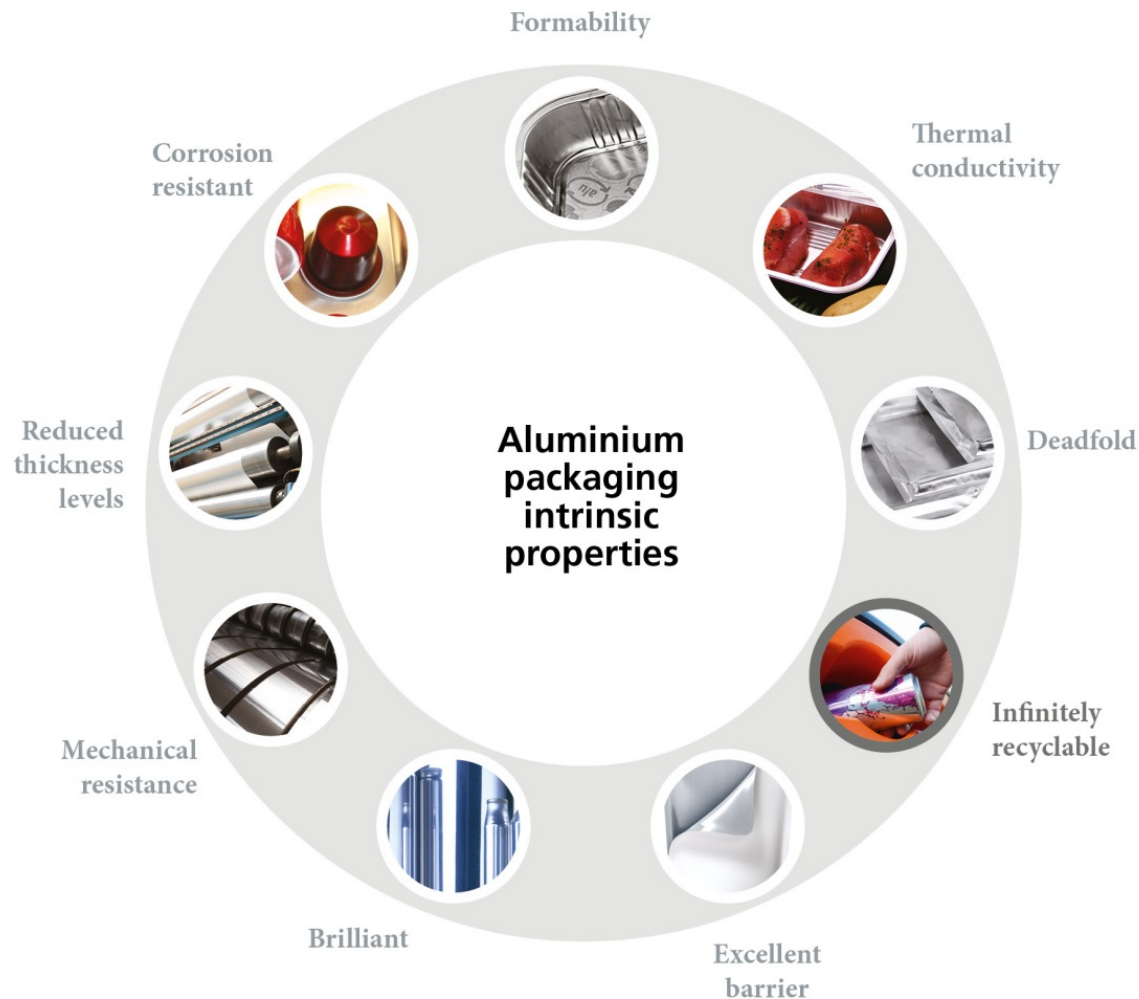 Formability
Thermal
conductivity
Corrosion
resistant
alu
Reduced
thickness
levels
Deadfold
Aluminium
packaging
intrinsic
properties
Mechanical
resistance
Infinitely
recyclable
Brilliant
Excellent
barrier